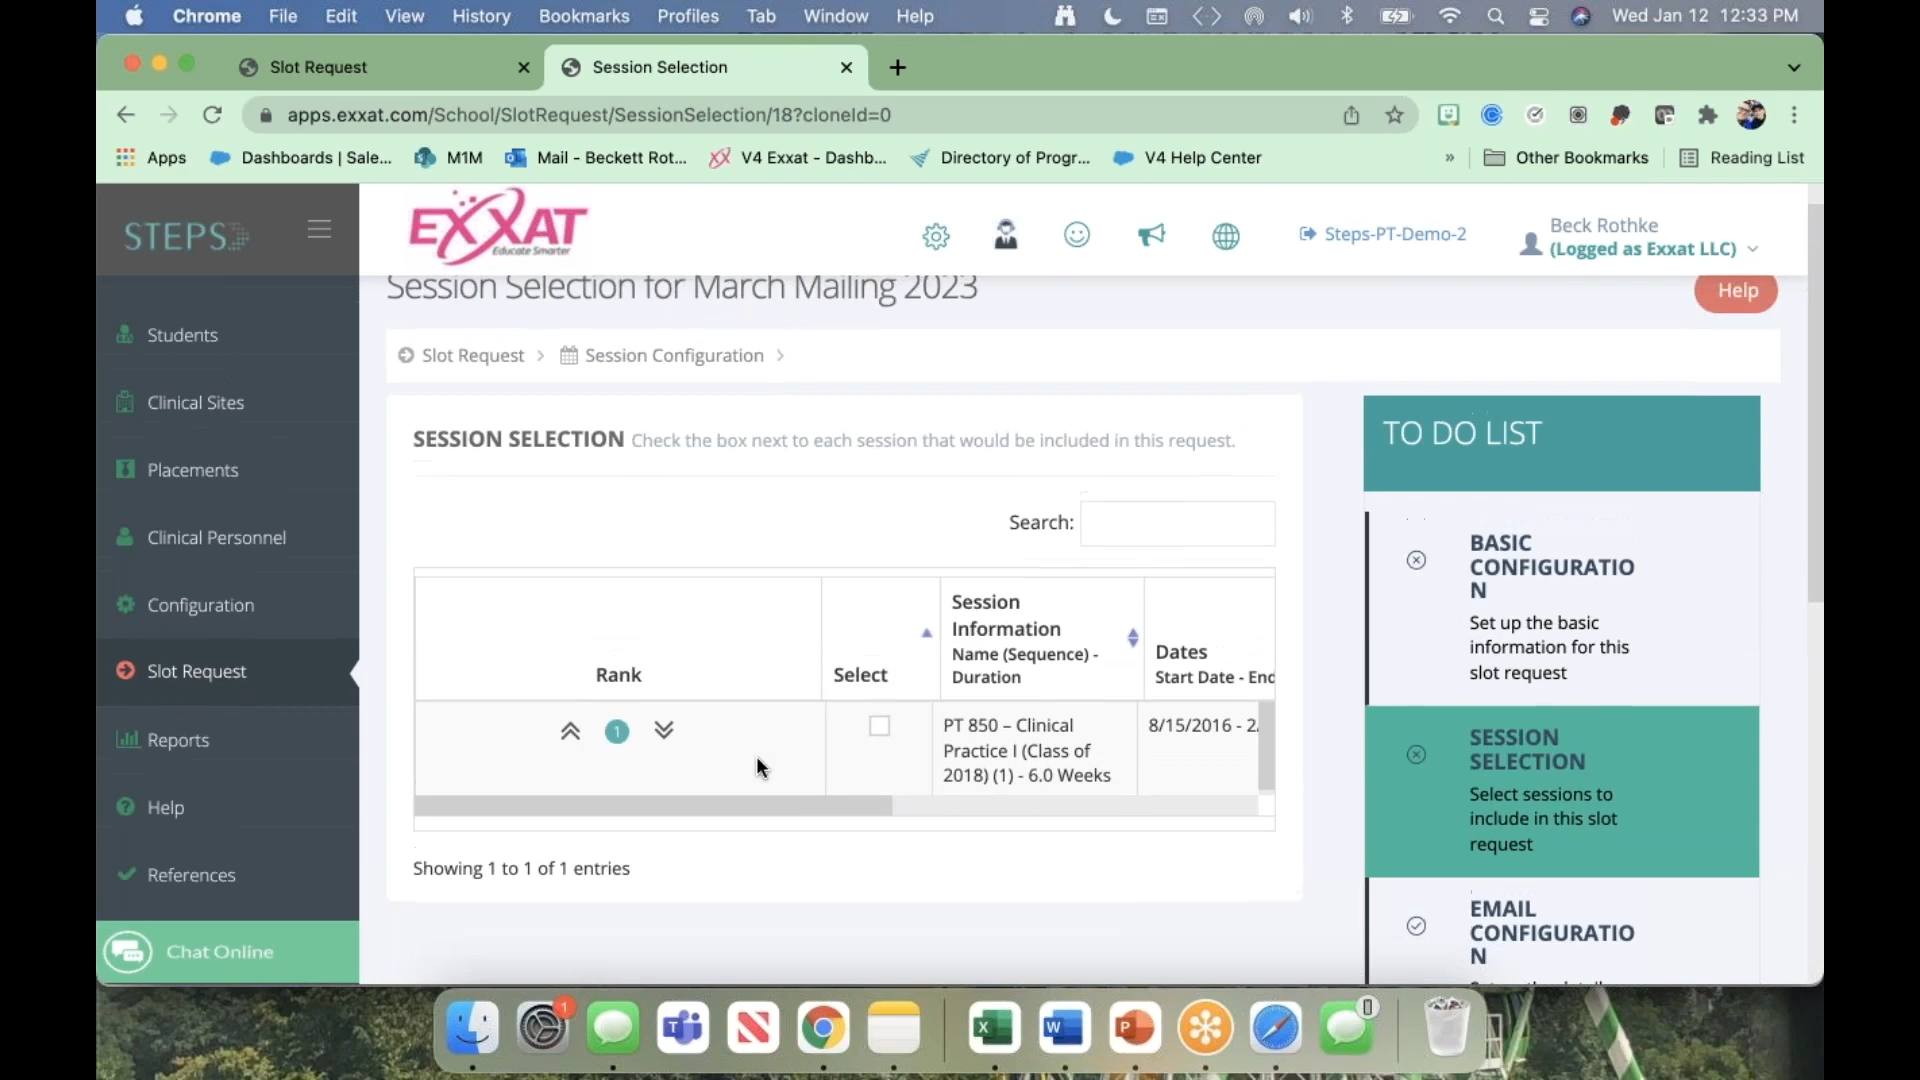 Chrome File Edit View History Bookmarks Profiles Tab Window Help Wed Jan 12 12:33 PM
Slot Request Session Selection
apps.exxat.com/School/SlotRequest/SessionSelection/18?cloneId=0
Apps Dashboards | Sale... M1M Mail - Beckett Rot... V4 Exxat - Dashb... Directory of Progr... V4 Help Center » Other Bookmarks Reading List
STEPS
EXXAT
Educate Smarter
Steps-PT-Demo-2
Beck Rothke
(Logged as Exxat LLC)
Session Selection for March Mailing 2023
Help
Slot Request > Session Configuration >
Students
Clinical Sites
Placements
Clinical Personnel
Configuration
Slot Request
Reports
Help
References
Chat Online
SESSION SELECTION Check the box next to each session that would be included in this request.
Search:
Rank
Select
Session
Information
Name (Sequence) -
Duration
Dates
Start Date - End
1
PT 850 – Clinical
Practice I (Class of
2018) (1) - 6.0 Weeks
8/15/2016 - 2
Showing 1 to 1 of 1 entries
TO DO LIST
BASIC
CONFIGURATIO
N
Set up the basic
information for this
slot request
SESSION
SELECTION
Select sessions to
include in this slot
request
EMAIL
CONFIGURATIO
N
1